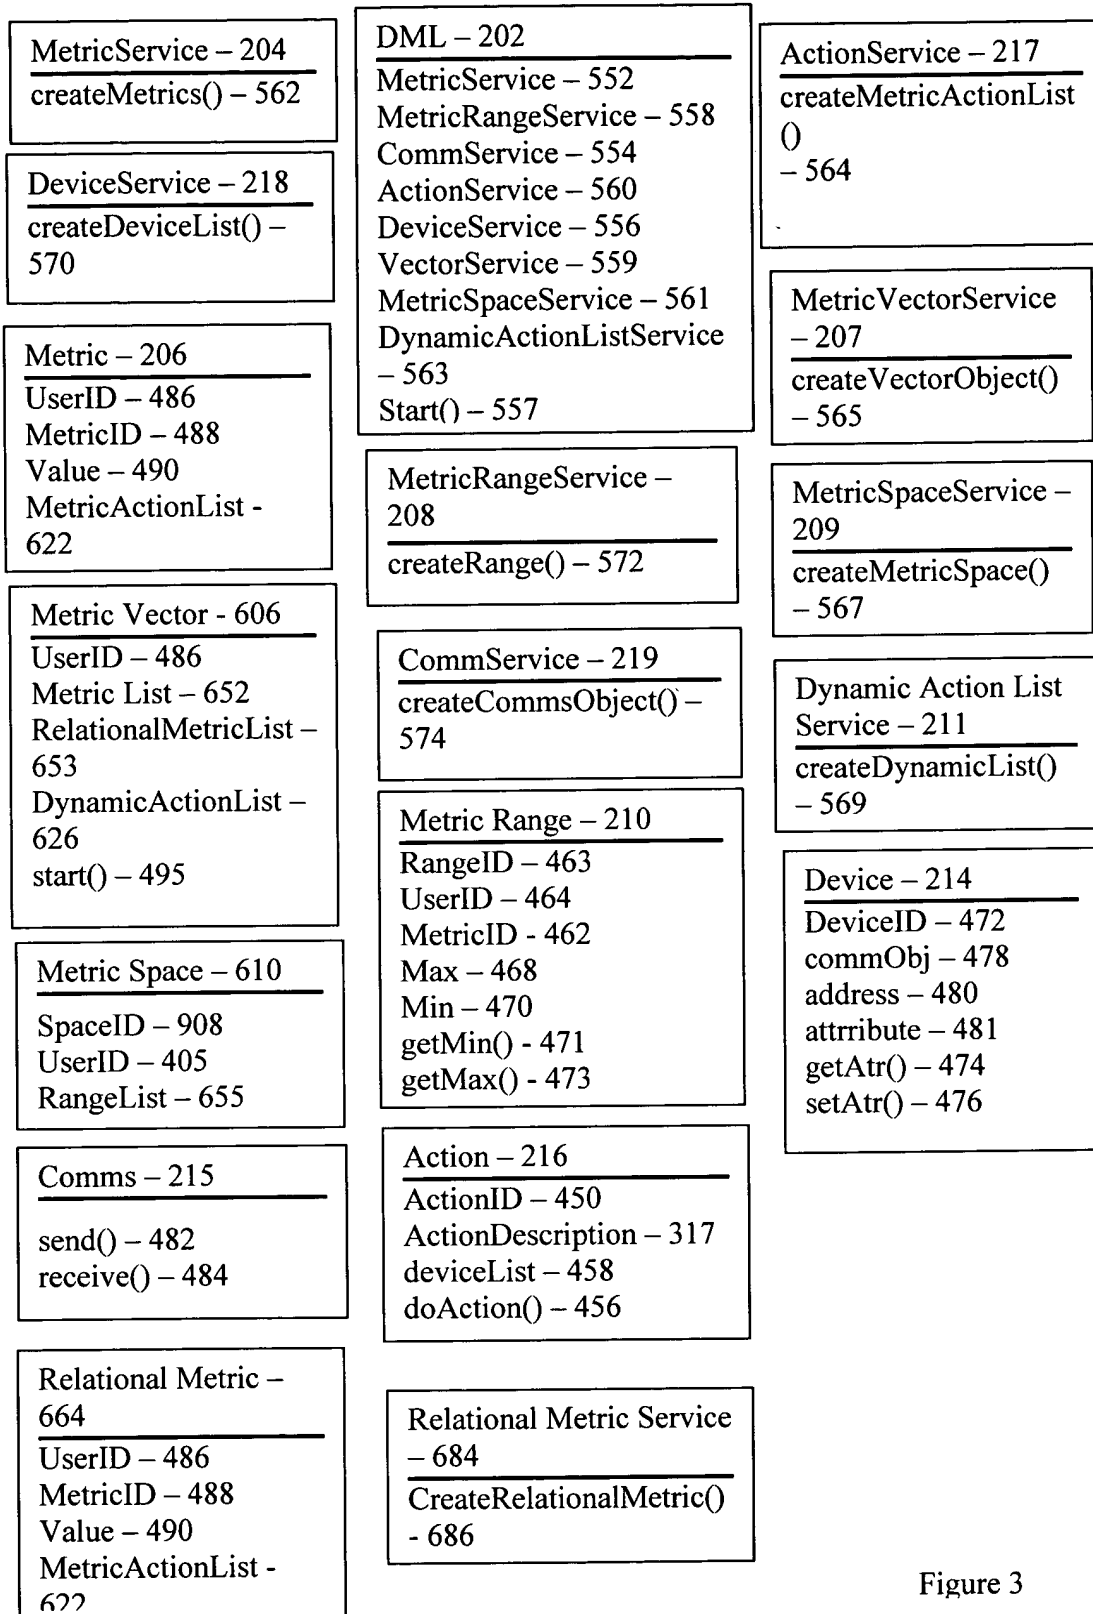 MetricService – 204
createMetrics() – 562
DeviceService – 218
createDeviceList() –
570
Metric – 206
UserID – 486
MetricID – 488
Value – 490
MetricActionList -
622
Metric Vector - 606
UserID – 486
Metric List – 652
RelationalMetricList –
653
DynamicActionList –
626
start() – 495
Metric Space – 610
SpaceID – 908
UserID – 405
RangeList – 655
Comms – 215
send() – 482
receive() – 484
Relational Metric –
664
UserID – 486
MetricID – 488
Value – 490
MetricActionList -
622
DML – 202
MetricService – 552
MetricRangeService – 558
CommService – 554
ActionService – 560
DeviceService – 556
VectorService – 559
MetricSpaceService – 561
DynamicActionListService
– 563
Start() – 557
MetricRangeService –
208
createRange() – 572
CommService – 219
createCommsObject() –
574
Metric Range – 210
RangeID – 463
UserID – 464
MetricID - 462
Max – 468
Min – 470
getMin() - 471
getMax() - 473
Action – 216
ActionID – 450
ActionDescription – 317
deviceList – 458
doAction() – 456
Relational Metric Service
– 684
CreateRelationalMetric()
- 686
ActionService – 217
createMetricActionList
()
– 564
MetricVectorService
– 207
createVectorObject()
– 565
MetricSpaceService –
209
createMetricSpace()
– 567
Dynamic Action List
Service – 211
createDynamicList()
– 569
Device – 214
DeviceID – 472
commObj – 478
address – 480
attrribute – 481
getAtr() – 474
setAtr() – 476
Figure 3